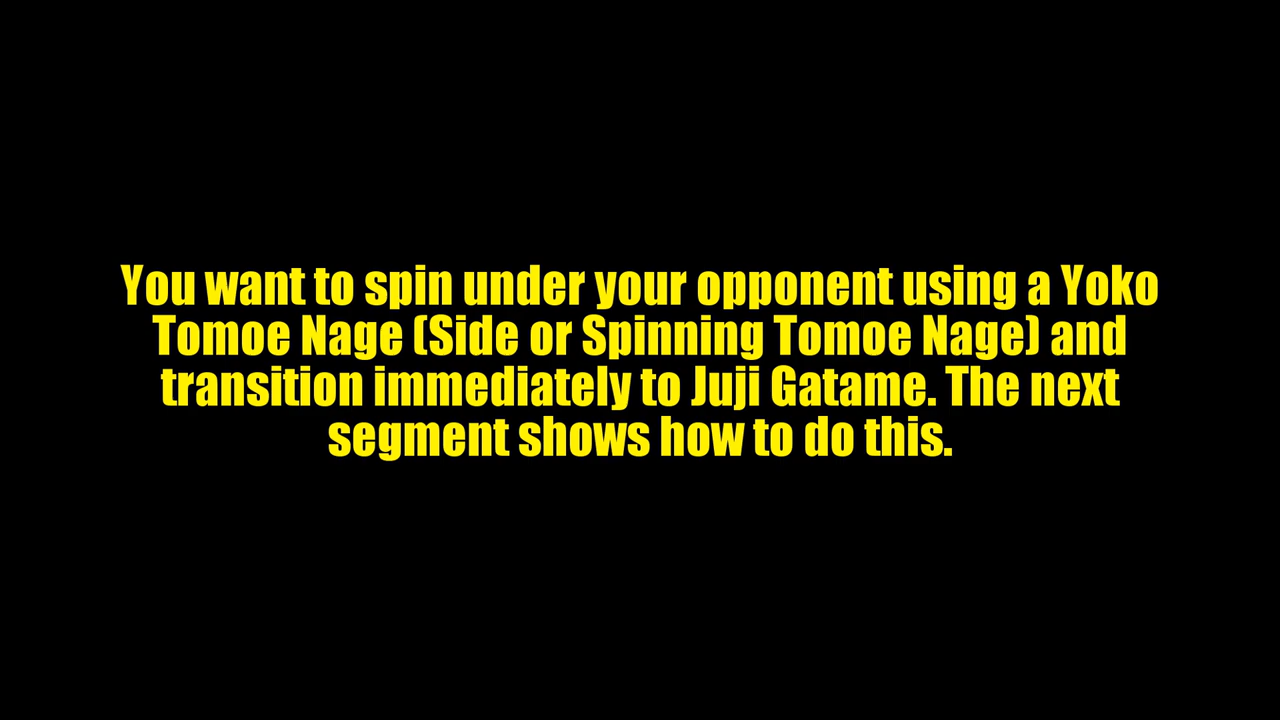 You want to spin under your opponent using a Yoko
Tomoe Nage (Side or Spinning Tomoe Nage) and
transition immediately to Juji Gatame. The next
segment shows how to do this.